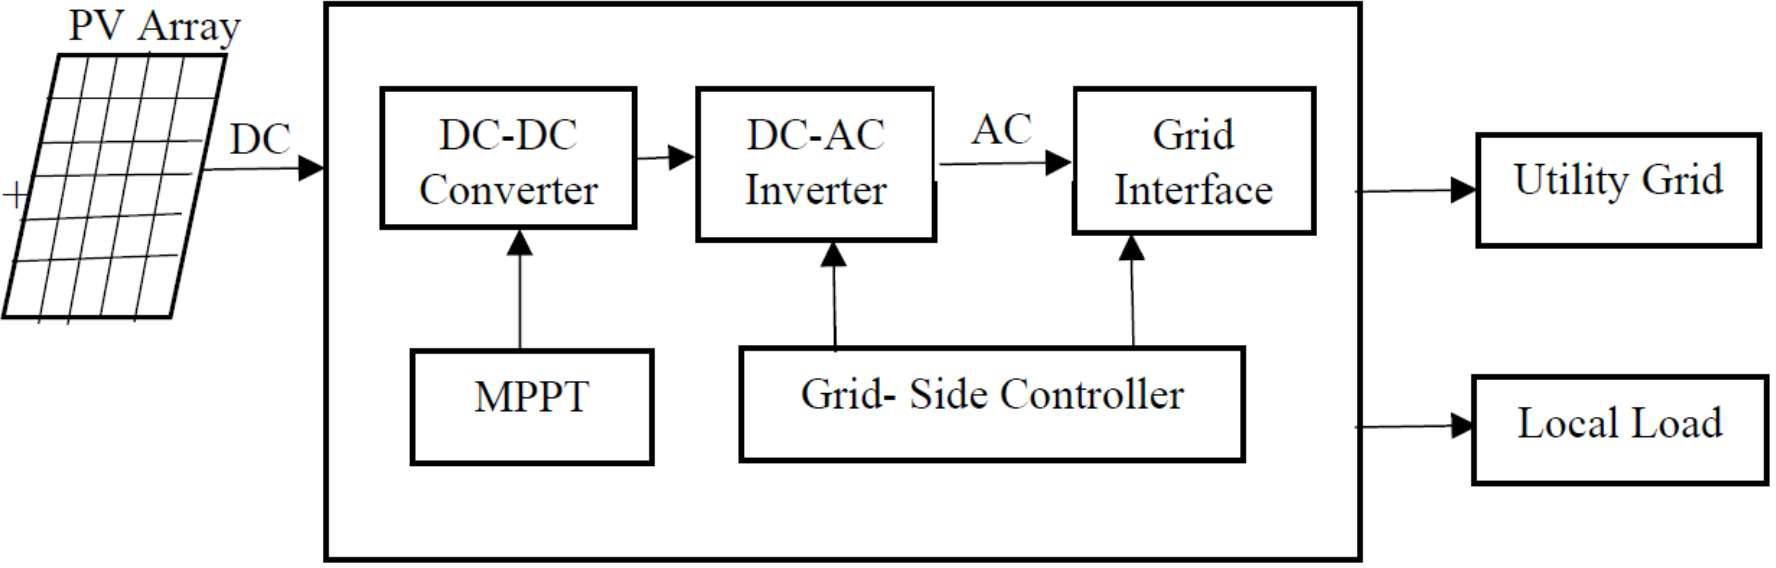 PV Array
DC
+
DC-DC
Converter
DC-AC
Inverter
AC
Grid
Interface
Utility Grid
MPPT
Grid- Side Controller
Local Load